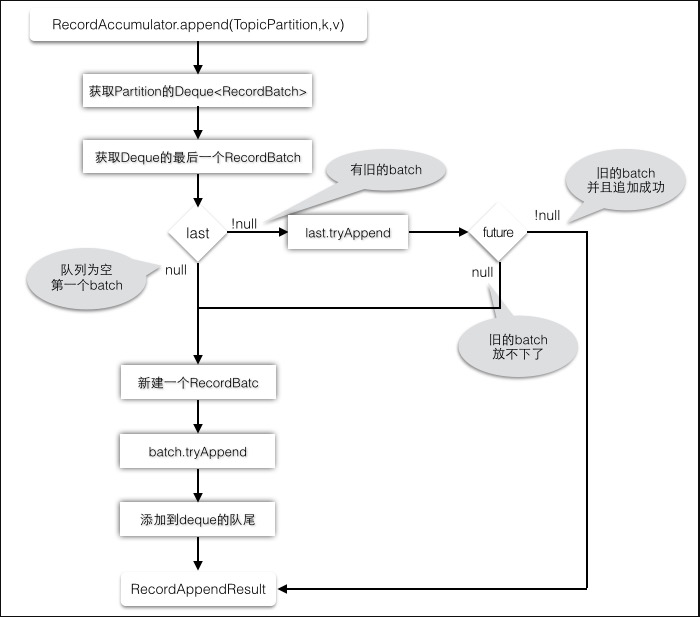 RecordAccumulator.append(TopicPartition,k,v)
获取Partition的Deque<RecordBatch>
获取Deque的最后一个RecordBatch
有旧的batch
旧的batch
并且追加成功
!null
!null
last
last.tryAppend
future
队列为空
第一个batch
null
null
旧的batch
放不下了
新建一个RecordBatc
batch.tryAppend
添加到deque的队尾
RecordAppendResult